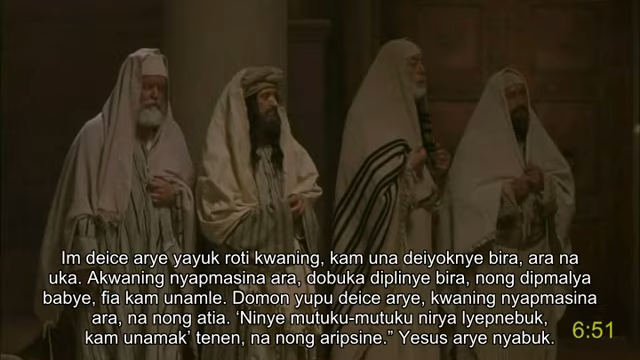 Im deice arye yayuk roti kwaning, kam una deiyoknye bira, ara na
uka. Akwaning nyapmasina ara, dobuka diplinye bira, nong dipmalya
babye, fia kam unamle. Domon yupu deice arye, kwaning nyapmasina
ara, na nong atia. ‘Ninye mutuku-mutuku nirya lyepnebuk,
kam unamak’ tenen, na nong aripsine.” Yesus arye nyabuk.
6:51